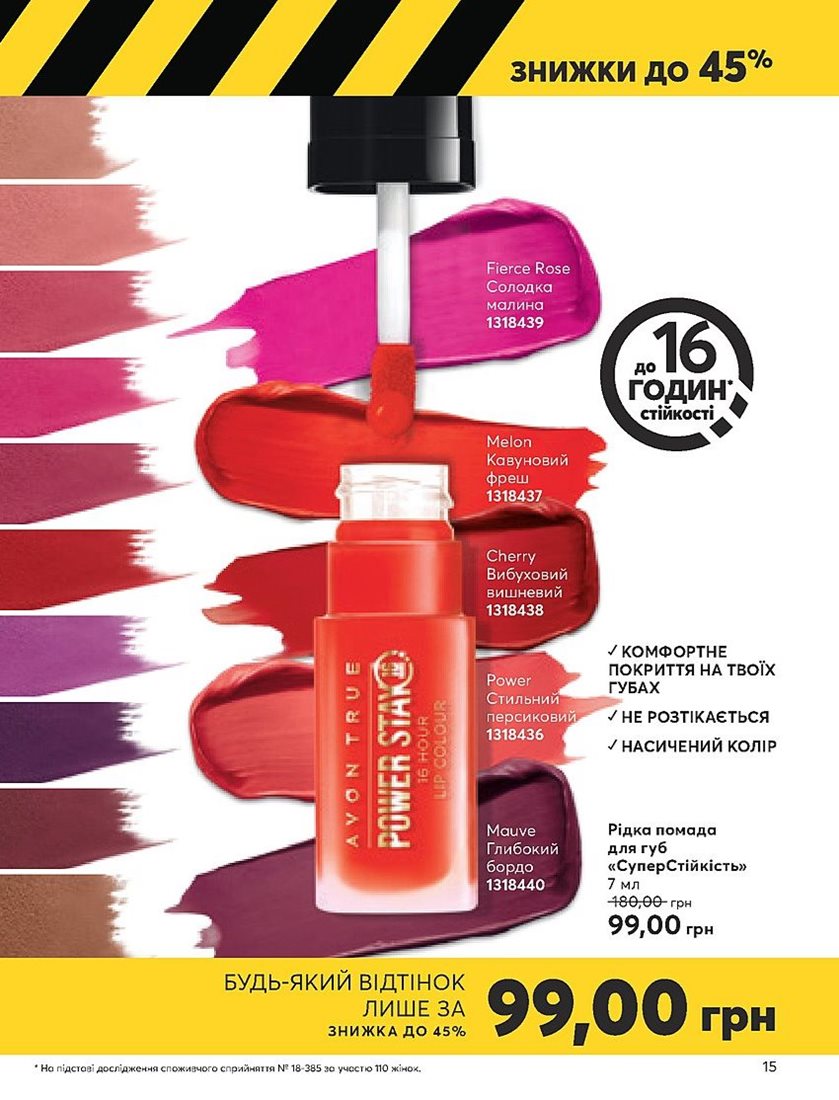 ЗНИЖКИ ДО 45%
Fierce Rose
Солодка
малина
1318439
ДО 16
ГОДИН*
СТІЙКОСТІ
Melon
Кавуновий
фреш
1318437
Cherry
Вибуховий
вишневий
1318438
Power
Стильний
персиковий
1318436
Mauve
Глибокий
бордо
1318440
AVON TRUE
POWER STAY 16
16 HOUR
LIP COLOUR
✓ КОМФОРТНЕ
ПОКРИТТЯ НА ТВОЇХ
ГУБАХ
✓ НЕ РОЗТІКАЄТЬСЯ
✓ НАСИЧЕНИЙ КОЛІР
Рідка помада
для губ
«СуперСтійкість»
7 мл
180,00 грн
99,00 грн
БУДЬ-ЯКИЙ ВІДТІНОК
ЛИШЕ ЗА
ЗНИЖКА ДО 45%
99,00 грн
* На підставі дослідження споживчого сприйняття № 18-385 за участю 110 жінок.
15